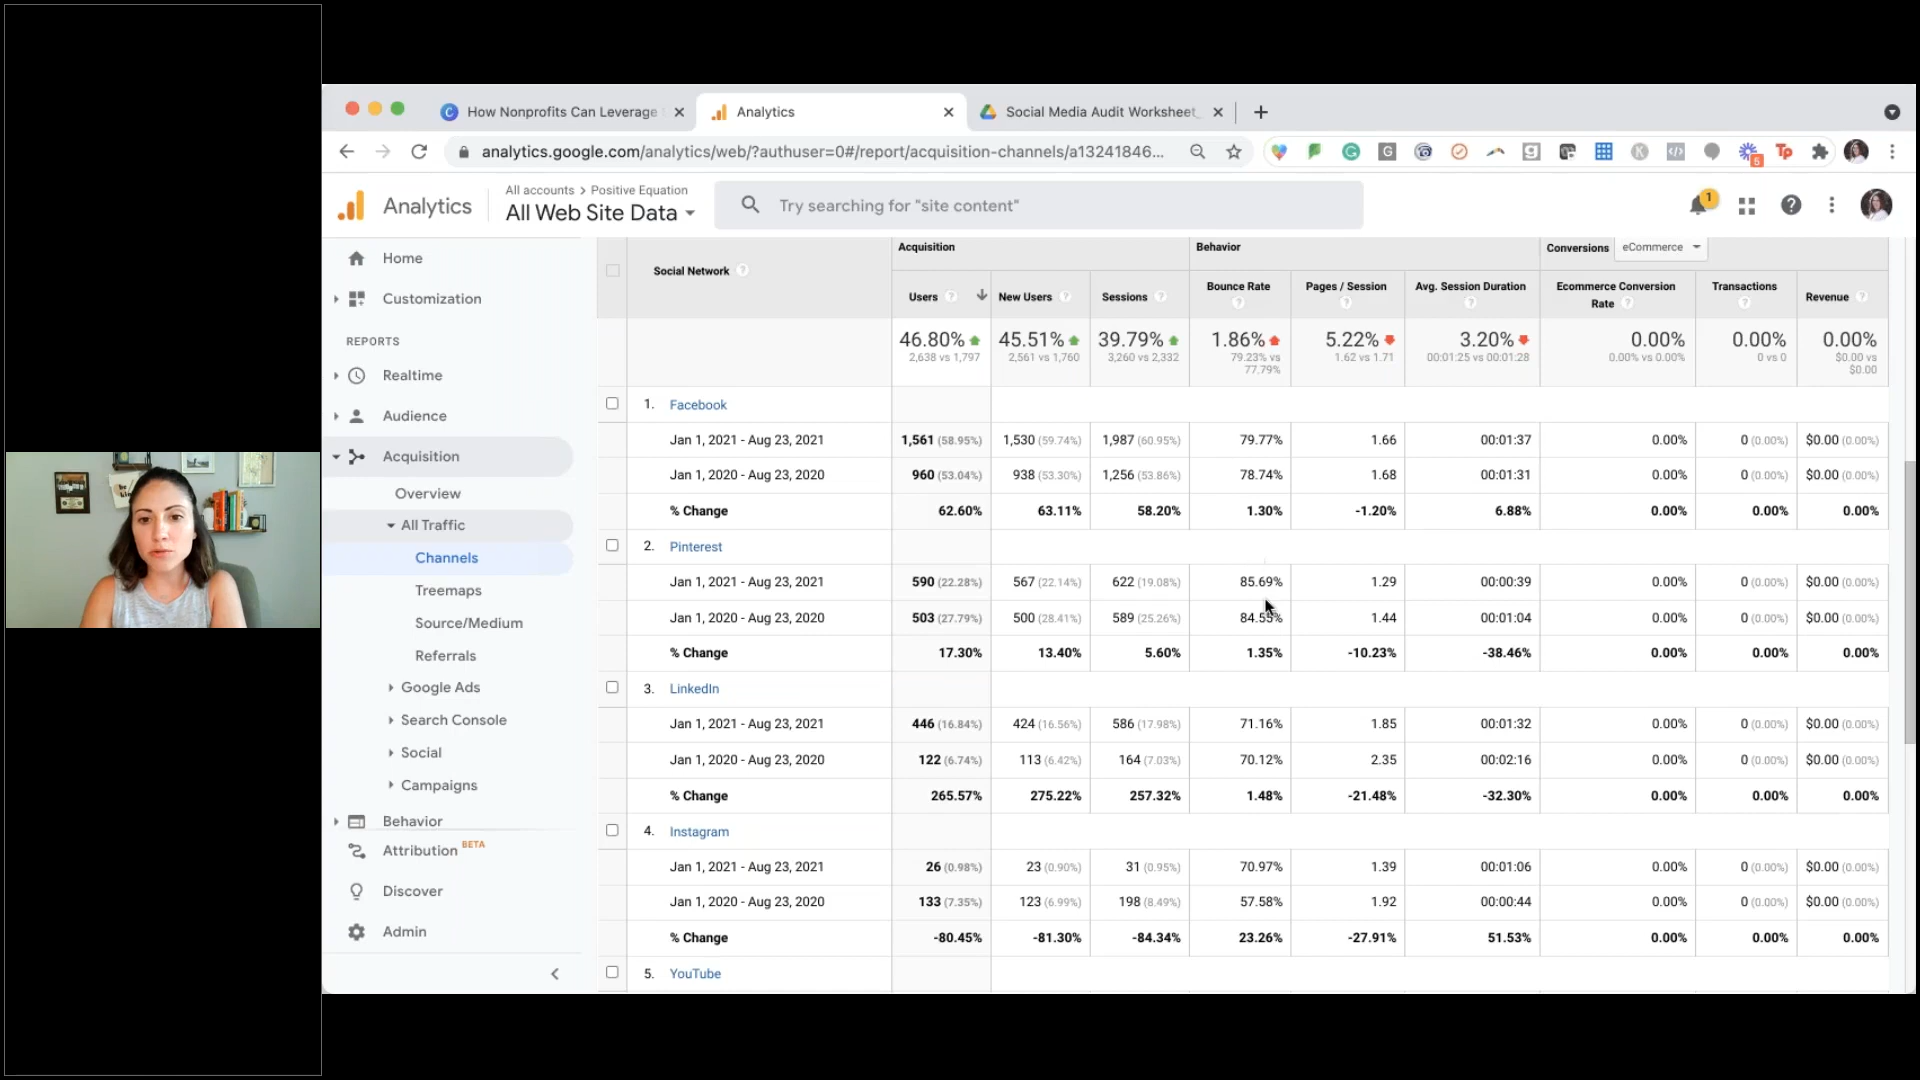 How Nonprofits Can Leverage
Analytics
Social Media Audit Worksheet_
analytics.google.com/analytics/web/?authuser=0#/report/acquisition-channels/a13241846...
6
Tp
Analytics
All accounts > Positive Equation
All Web Site Data
Try searching for "site content"
1
Home
Customization
REPORTS
Realtime
Audience
Acquisition
Overview
All Traffic
Channels
Treemaps
Source/Medium
Referrals
Google Ads
Search Console
Social
Campaigns
Behavior
Attribution BETA
Discover
Admin
Social Network
Acquisition
Behavior
Conversions eCommerce
Users New Users Sessions Bounce Rate Pages / Session Avg. Session Duration Ecommerce Conversion Rate Transactions Revenue
46.80% 45.51% 39.79% 1.86% 5.22% 3.20% 0.00% 0.00% 0.00%
2,638 vs 1,797 2,561 vs 1,760 3,260 vs 2,332 79.23% vs 77.79% 1.62 vs 1.71 00:01:25 vs 00:01:28 0.00% vs 0.00% 0 vs 0 $0.00 vs $0.00
1. Facebook
Jan 1, 2021 - Aug 23, 2021 1,561 (58.95%) 1,530 (59.74%) 1,987 (60.95%) 79.77% 1.66 00:01:37 0.00% 0 (0.00%) $0.00 (0.00%)
Jan 1, 2020 - Aug 23, 2020 960 (53.04%) 938 (53.30%) 1,256 (53.86%) 78.74% 1.68 00:01:31 0.00% 0 (0.00%) $0.00 (0.00%)
% Change 62.60% 63.11% 58.20% 1.30% -1.20% 6.88% 0.00% 0.00% 0.00%
2. Pinterest
Jan 1, 2021 - Aug 23, 2021 590 (22.28%) 567 (22.14%) 622 (19.08%) 85.69% 1.29 00:00:39 0.00% 0 (0.00%) $0.00 (0.00%)
Jan 1, 2020 - Aug 23, 2020 503 (27.79%) 500 (28.41%) 589 (25.26%) 84.55% 1.44 00:01:04 0.00% 0 (0.00%) $0.00 (0.00%)
% Change 17.30% 13.40% 5.60% 1.35% -10.23% -38.46% 0.00% 0.00% 0.00%
3. LinkedIn
Jan 1, 2021 - Aug 23, 2021 446 (16.84%) 424 (16.56%) 586 (17.98%) 71.16% 1.85 00:01:32 0.00% 0 (0.00%) $0.00 (0.00%)
Jan 1, 2020 - Aug 23, 2020 122 (6.74%) 113 (6.42%) 164 (7.03%) 70.12% 2.35 00:02:16 0.00% 0 (0.00%) $0.00 (0.00%)
% Change 265.57% 275.22% 257.32% 1.48% -21.48% -32.30% 0.00% 0.00% 0.00%
4. Instagram
Jan 1, 2021 - Aug 23, 2021 26 (0.98%) 23 (0.90%) 31 (0.95%) 70.97% 1.39 00:01:06 0.00% 0 (0.00%) $0.00 (0.00%)
Jan 1, 2020 - Aug 23, 2020 133 (7.35%) 123 (6.99%) 198 (8.49%) 57.58% 1.92 00:00:44 0.00% 0 (0.00%) $0.00 (0.00%)
% Change -80.45% -81.30% -84.34% 23.26% -27.91% 51.53% 0.00% 0.00% 0.00%
5. YouTube